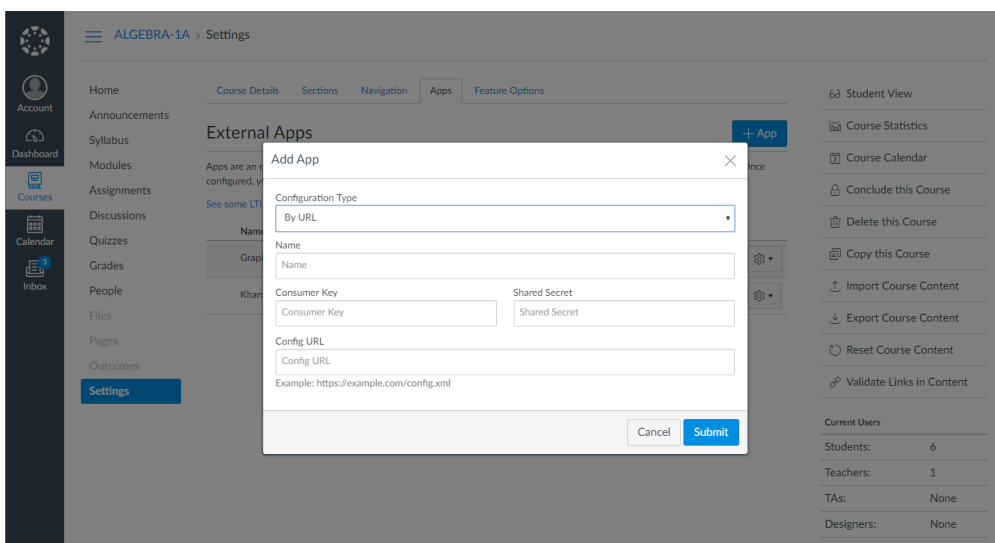 ALGEBRA-1A > Settings
Account
Dashboard
Courses
Calendar
3
Inbox
Home
Announcements
Syllabus
Modules
Assignments
Discussions
Quizzes
Grades
People
Files
Pages
Outcomes
Settings
Course Details Sections Navigation Apps Feature Options
External Apps
+ App
Apps are an e
nce
configured, y
See some LTI
Nam
Grap
Khan
Add App
Configuration Type
By URL
Name
Name
Consumer Key Shared Secret
Consumer Key Shared Secret
Config URL
Config URL
Example: https://example.com/config.xml
Cancel Submit
Student View
Course Statistics
Course Calendar
Conclude this Course
Delete this Course
Copy this Course
Import Course Content
Export Course Content
Reset Course Content
Validate Links in Content
Current Users
Students: 6
Teachers: 1
TAs: None
Designers: None